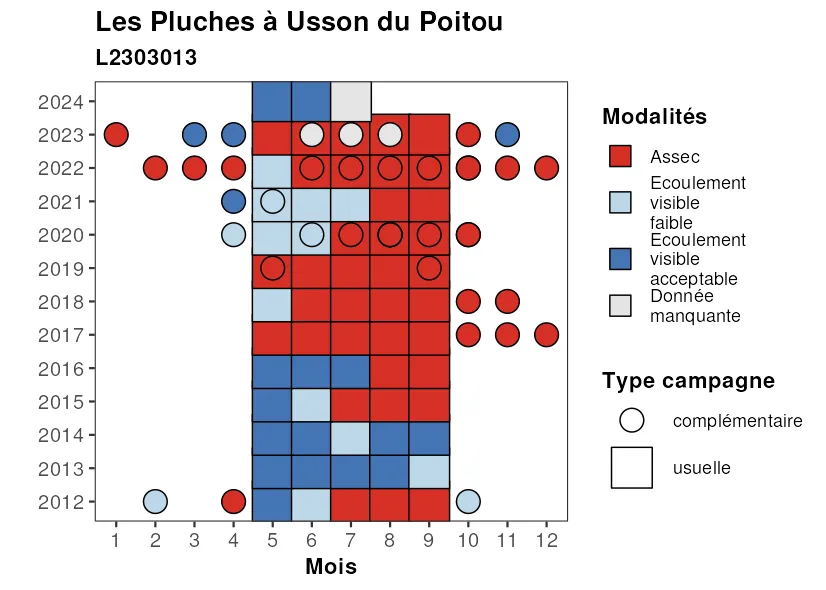 Les Pluches à Usson du Poitou
L2303013
2024
2023
2022
2021
2020
2019
2018
2017
2016
2015
2014
2013
2012
1 2 3 4 5 6 7 8 9 10 11 12
Mois
Modalités
Assec
Ecoulement
visible
faible
Ecoulement
visible
acceptable
Donnée
manquante
Type campagne
complémentaire
usuelle